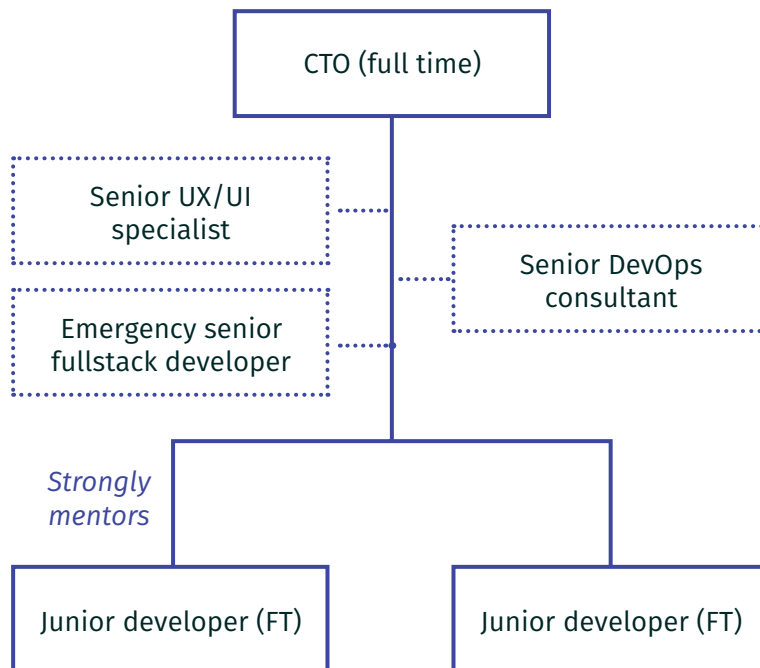 CTO (full time)
Senior UX/UI
specialist
Senior DevOps
consultant
Emergency senior
fullstack developer
Strongly
mentors
Junior developer (FT)
Junior developer (FT)